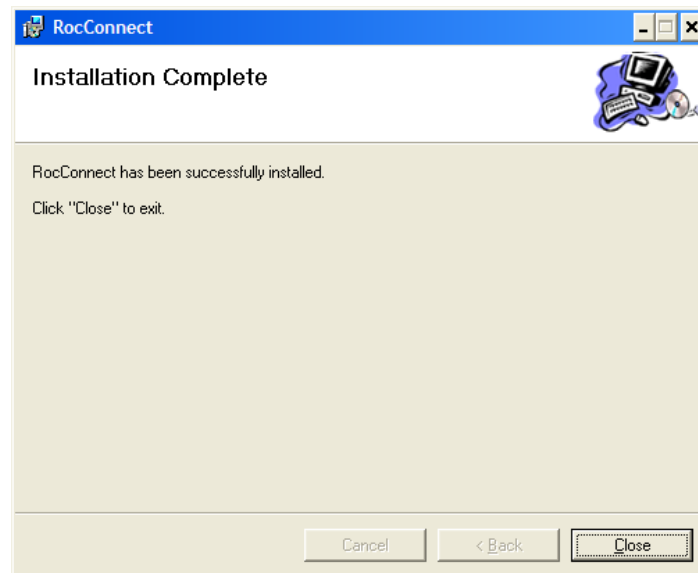 RocConnect
Installation Complete
RocConnect has been successfully installed.
Click "Close" to exit.
Cancel
< Back
Close